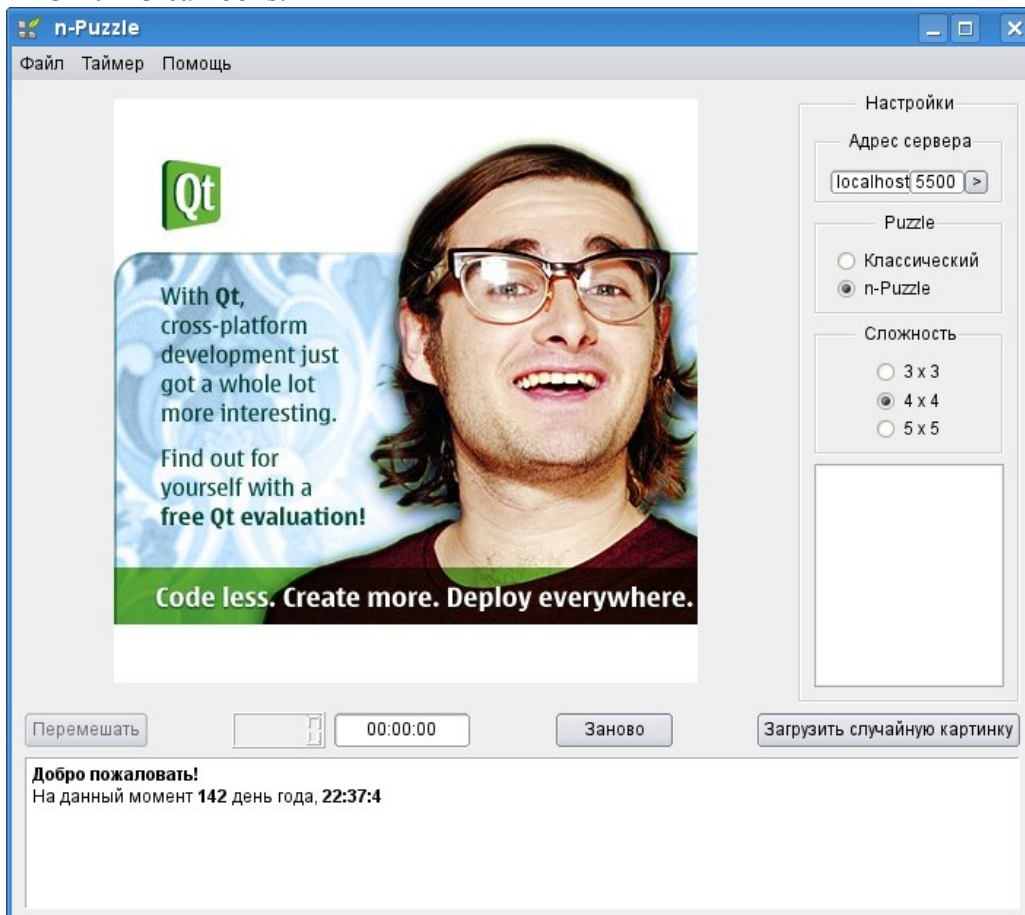 n-Puzzle
Файл Таймер Помощь
Настройки
Адрес сервера
localhost 5500 >
Puzzle
Классический
n-Puzzle
Сложность
3 x 3
4 x 4
5 x 5
Qt
With Qt,
cross-platform
development just
got a whole lot
more interesting.
Find out for
yourself with a
free Qt evaluation!
Code less. Create more. Deploy everywhere.
Перемешать 0 00:00:00 Заново Загрузить случайную картинку
Добро пожаловать!
На данный момент 142 день года, 22:37:4